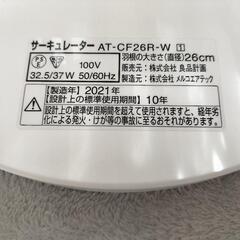 サーキュレーター AT-CF26R-W 1
100V
32.5/37W 50/60Hz
羽根の大きさ(直径)26cm
販売元：株式会社 良品計画
製造元：株式会社 メルコエアテック
【製造年】2021年
【設計上の標準使用期間】10年
設計上の標準使用期間を超えて使用されますと、経年劣
化による発火・けが等の事故に至るおそれがあります。